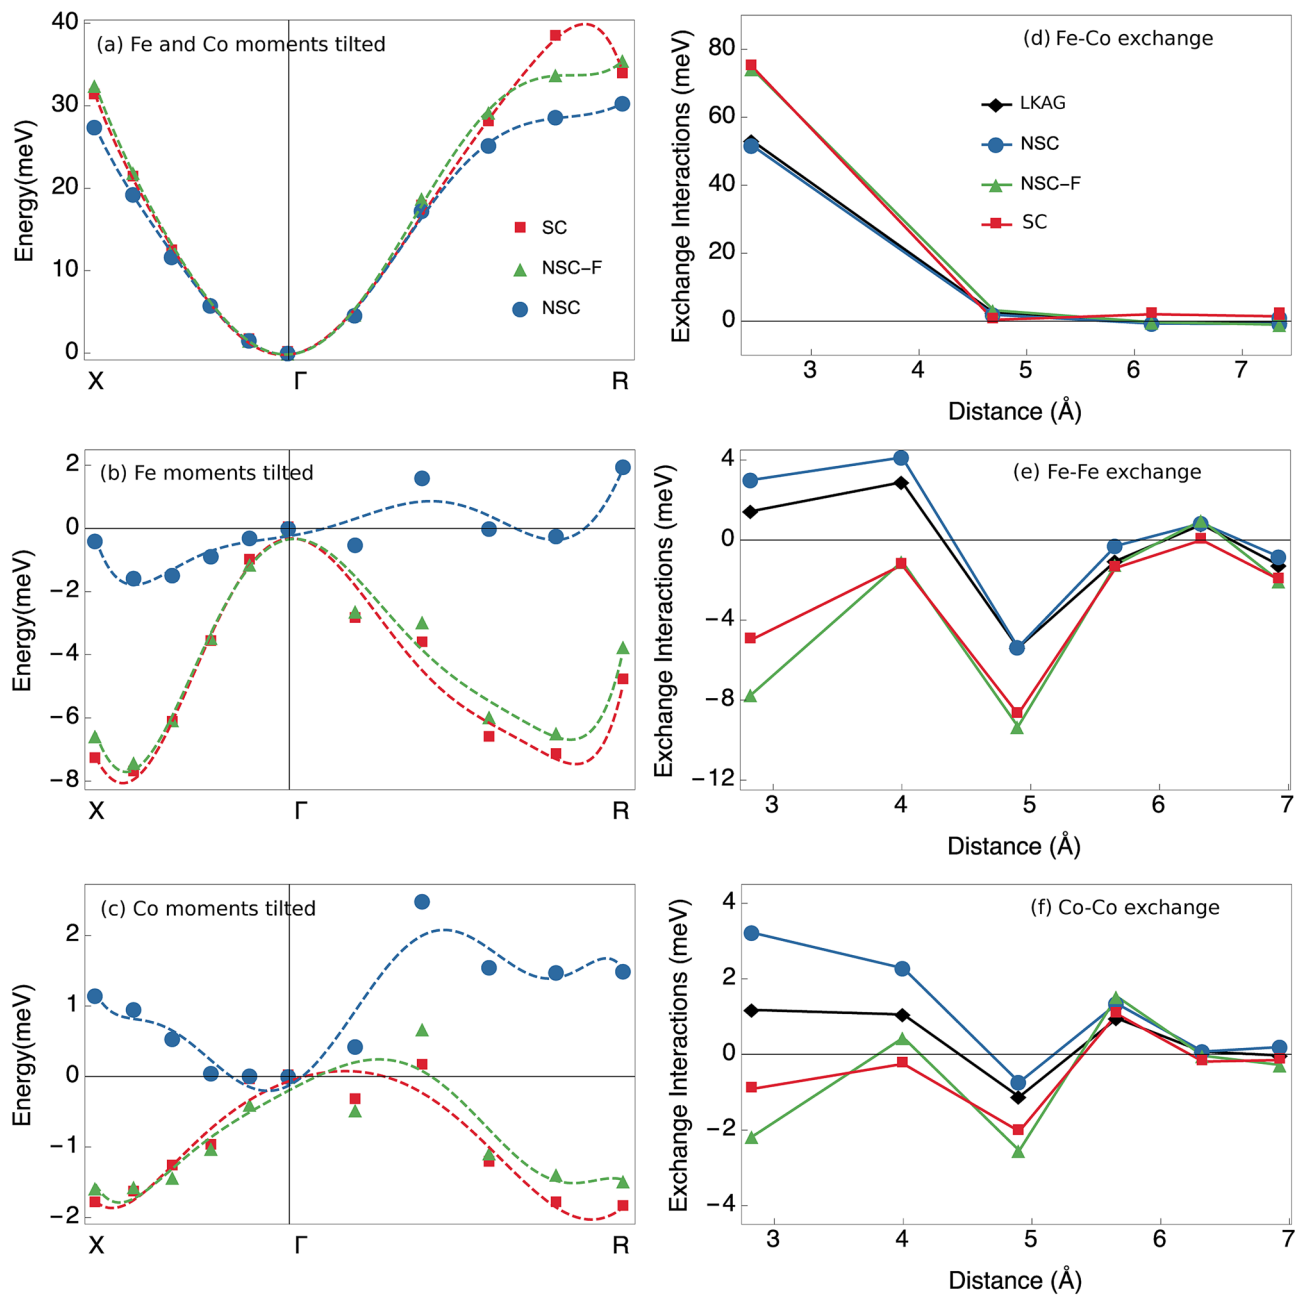 (a) Fe and Co moments tilted
Energy(meV)
40
30
20
10
0
SC
NSC−F
NSC
X
Γ
R
(d) Fe-Co exchange
Exchange Interactions (meV)
80
60
40
20
0
LKAG
NSC
NSC−F
SC
3
4
5
6
7
Distance (Å)
(b) Fe moments tilted
Energy(meV)
2
0
−2
−4
−6
−8
X
Γ
R
(e) Fe-Fe exchange
Exchange Interactions (meV)
4
0
−4
−8
−12
3
4
5
6
7
Distance (Å)
(c) Co moments tilted
Energy(meV)
2
1
0
−1
−2
X
Γ
R
(f) Co-Co exchange
Exchange Interactions (meV)
4
2
0
−2
−4
3
4
5
6
7
Distance (Å)